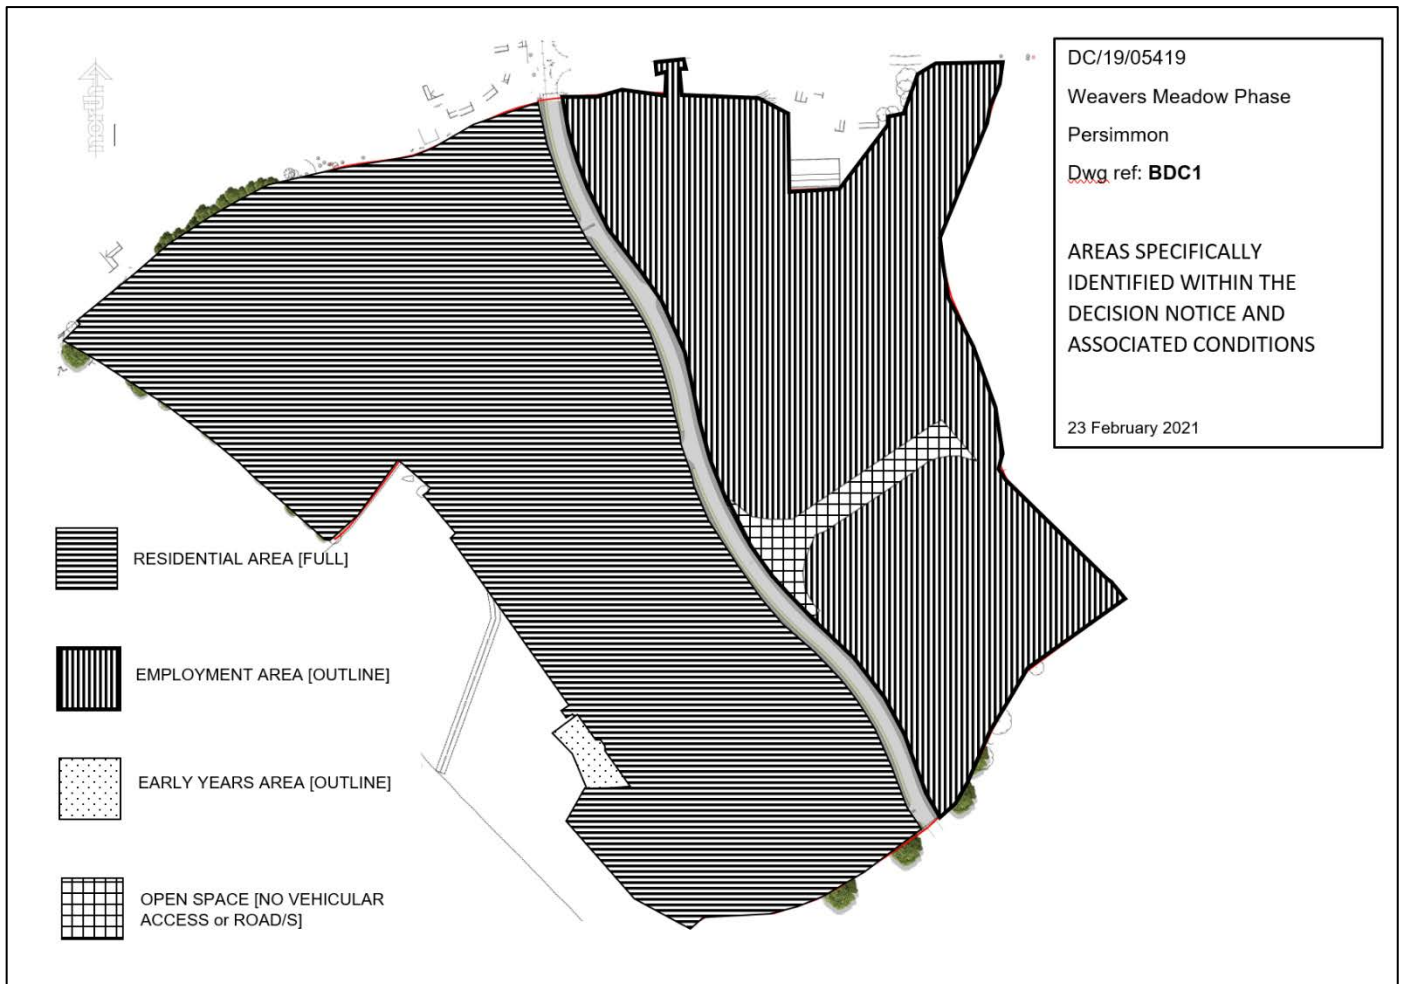 DC/19/05419
Weavers Meadow Phase
Persimmon
Dwg ref: BDC1
AREAS SPECIFICALLY
IDENTIFIED WITHIN THE
DECISION NOTICE AND
ASSOCIATED CONDITIONS
23 February 2021
RESIDENTIAL AREA [FULL]
EMPLOYMENT AREA [OUTLINE]
EARLY YEARS AREA [OUTLINE]
OPEN SPACE [NO VEHICULAR
ACCESS or ROAD/S]